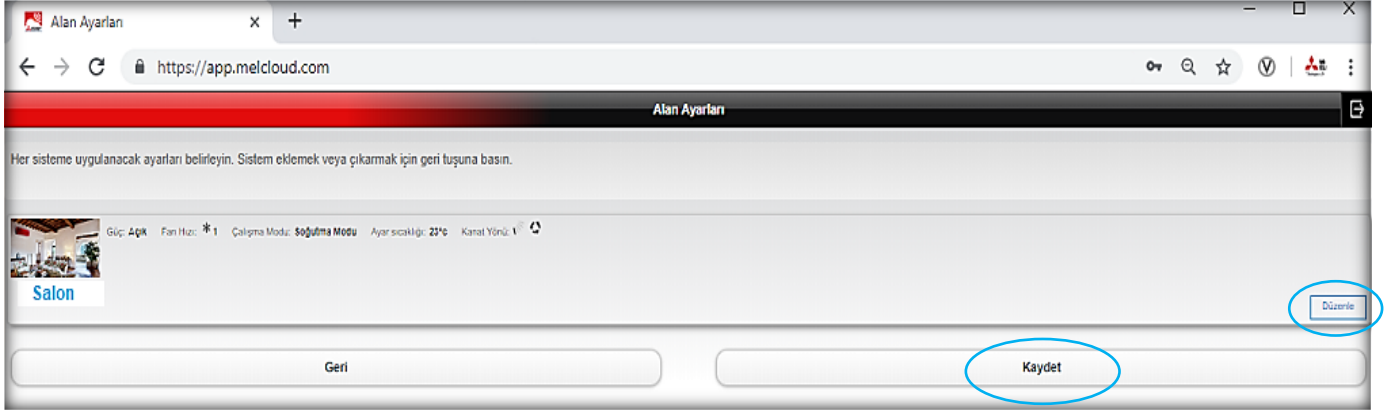 Alan Ayarları
https://app.melcloud.com
Alan Ayarları
Her sisteme uygulanacak ayarları belirleyin. Sistem eklemek veya çıkarmak için geri tuşuna basın.
Güç: Açık Fan Hızı: 1 Çalışma Modu: Soğutma Modu Ayar sıcaklığı: 23°c Kanat Yönü:
Salon
Düzenle
Geri Kaydet